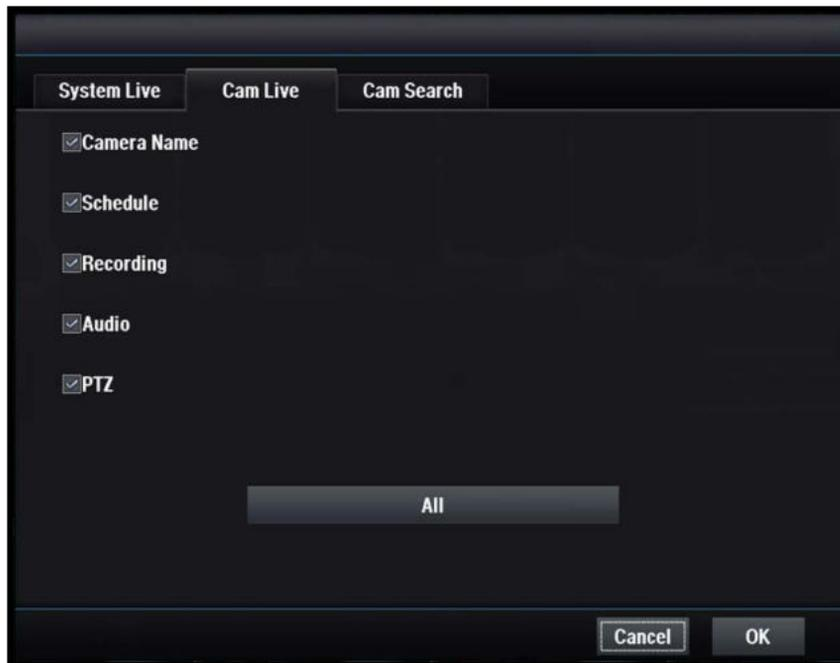 System Live Cam Live Cam Search
Camera Name
Schedule
Recording
Audio
PTZ
All
Cancel OK